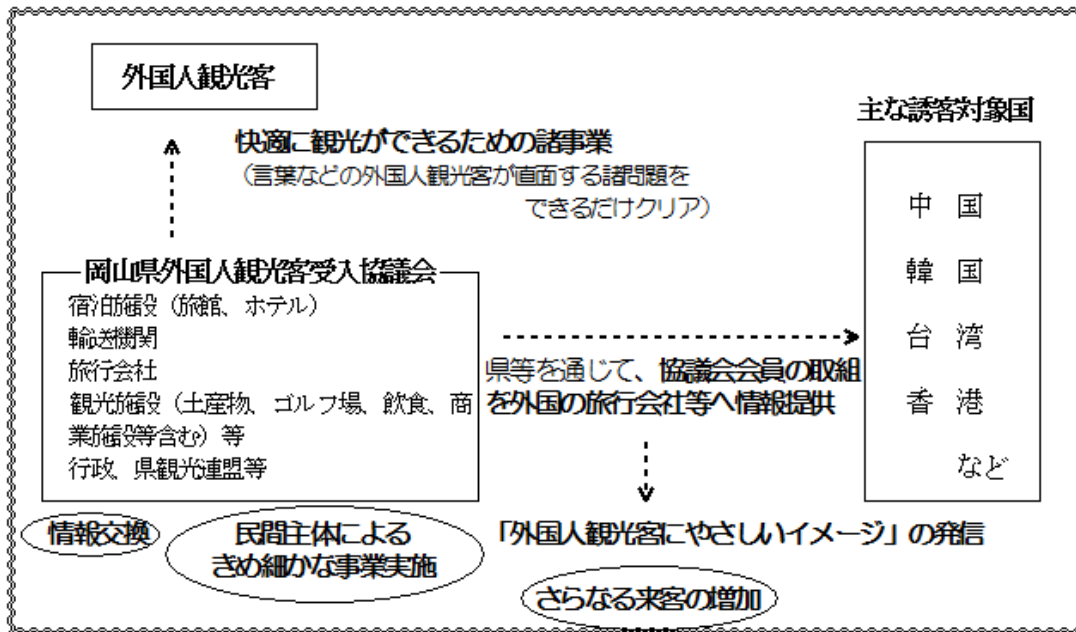 外国人観光客
主な誘客対象国
快適に観光ができるための諸事業
(言葉などの外国人観光客が直面する諸問題を
できるだけクリア)
中 国
韓 国
台 湾
香 港
など
岡山県外国人観光客受入協議会
宿泊施設(旅館、ホテル)
輸送機関
旅行会社
観光施設(土産物、ゴルフ場、飲食、商
業施設等含む)等
行政、県観光連盟等
県等を通じて、協議会会員の取組
を外国の旅行会社等へ情報提供
情報交換
民間主体による
きめ細かな事業実施
「外国人観光客にやさしいイメージ」の発信
さらなる来客の増加